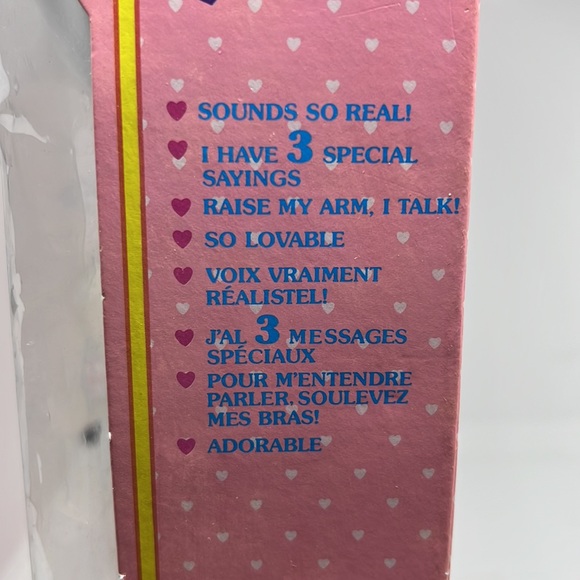 SOUNDS SO REAL!
I HAVE 3 SPECIAL
SAYINGS
RAISE MY ARM, I TALK!
SO LOVABLE
VOIX VRAIMENT
RÉALISTEL!
J'AL 3 MESSAGES
SPÉCIAUX
POUR M'ENTENDRE
PARLER, SOULEVEZ
MES BRAS!
ADORABLE